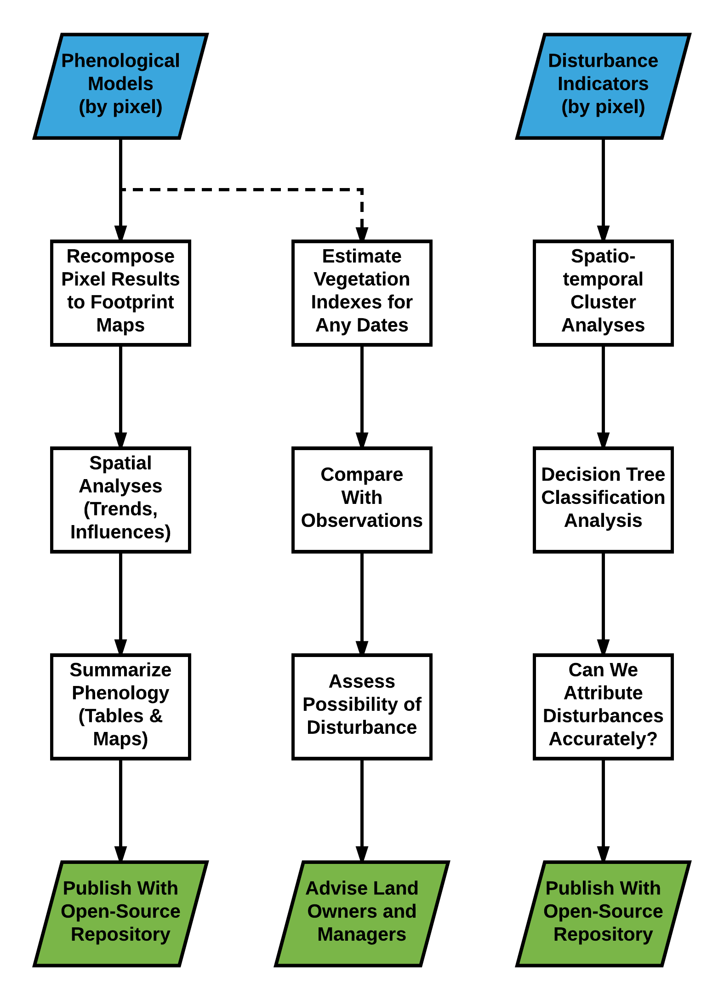 Phenological
Models
(by pixel)
Disturbance
Indicators
(by pixel)
Recompose
Pixel Results
to Footprint
Maps
Estimate
Vegetation
Indexes for
Any Dates
Spatio-
temporal
Cluster
Analyses
Spatial
Analyses
(Trends,
Influences)
Compare
With
Observations
Decision Tree
Classification
Analysis
Summarize
Phenology
(Tables &
Maps)
Assess
Possibility of
Disturbance
Can We
Attribute
Disturbances
Accurately?
Publish With
Open-Source
Repository
Advise Land
Owners and
Managers
Publish With
Open-Source
Repository